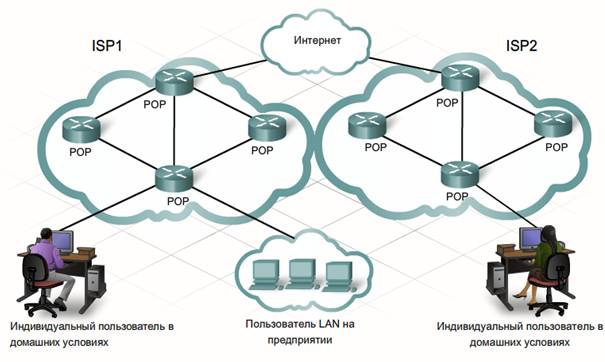 ISP1
Интернет
ISP2
POP
POP
POP
POP
POP
POP
POP
POP
Индивидуальный пользователь в
домашних условиях
Пользователь LAN на
предприятии
Индивидуальный пользователь в
домашних условиях